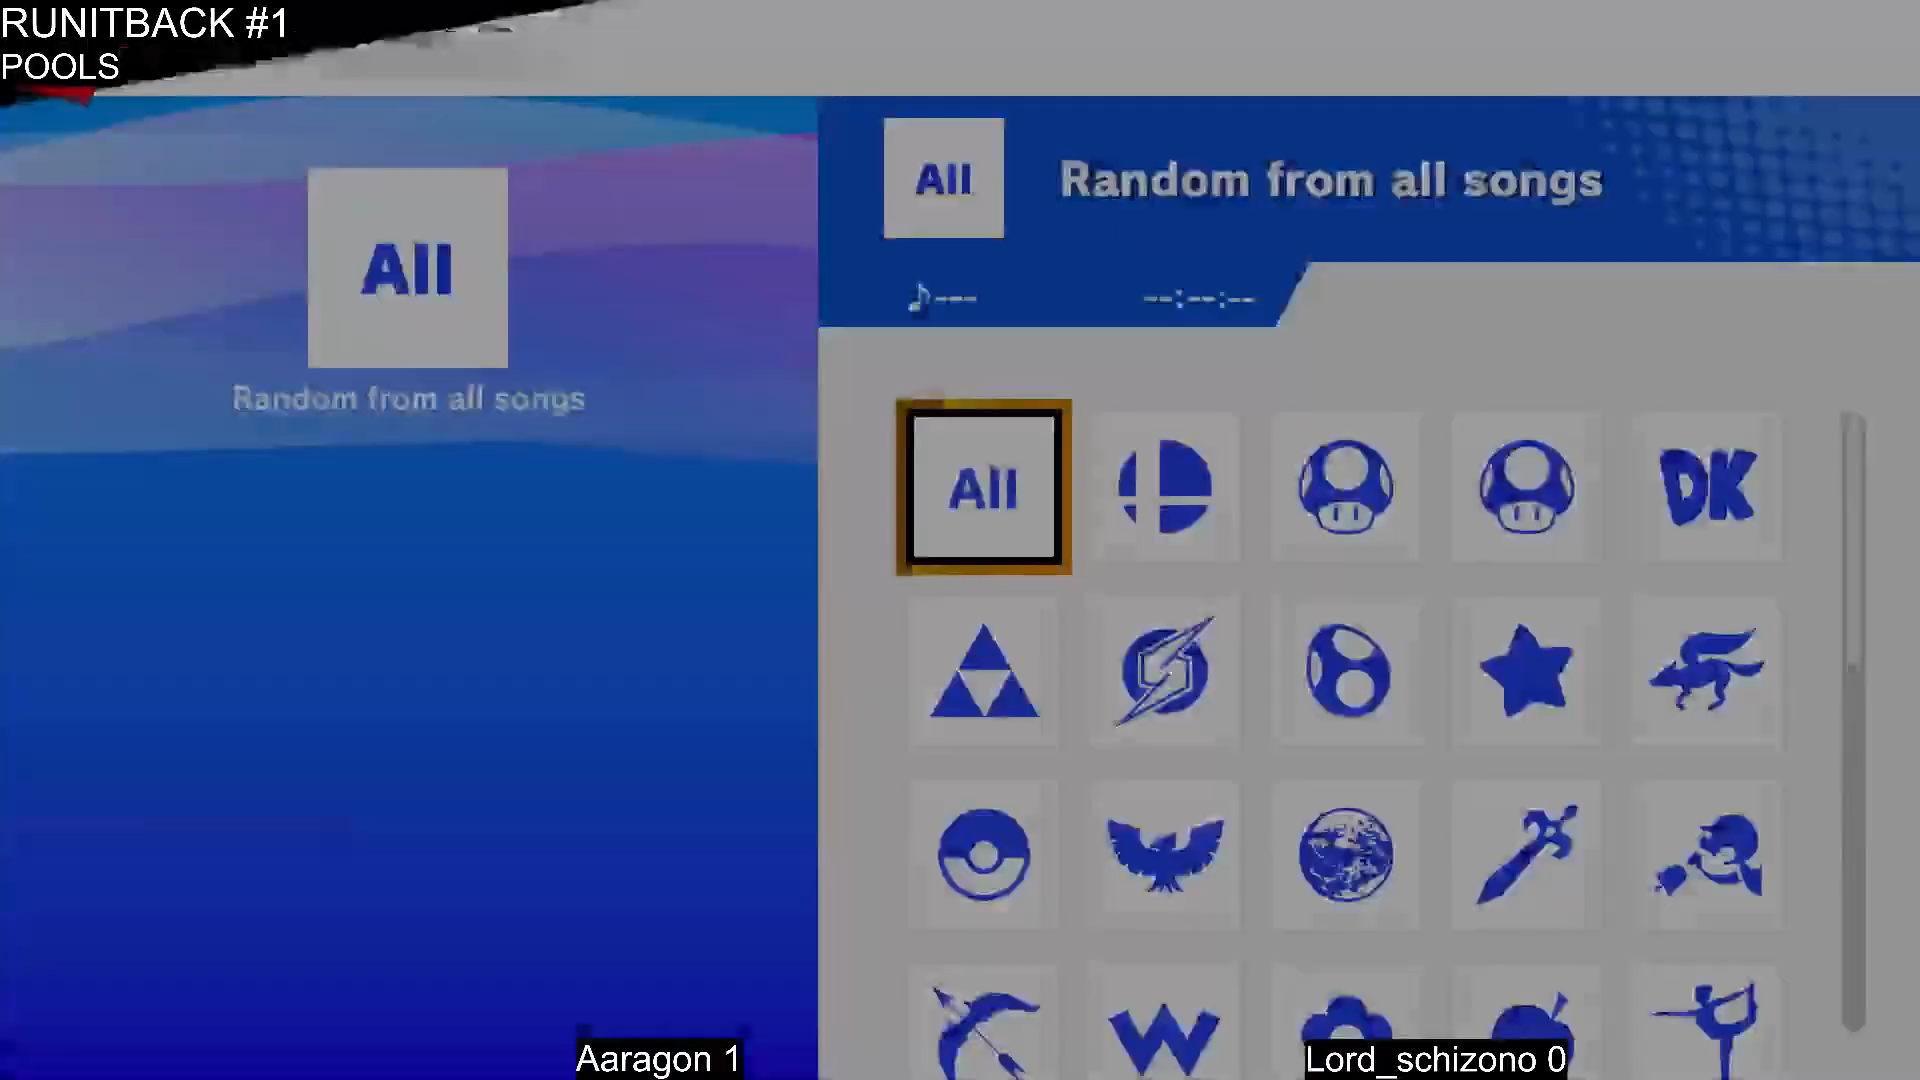 RUNITBACK #1
POOLS
All
Random from all songs
All
Random from all songs
♪---
--:--:--
All
DK
W
Aaragon 1
Lord_schizono 0